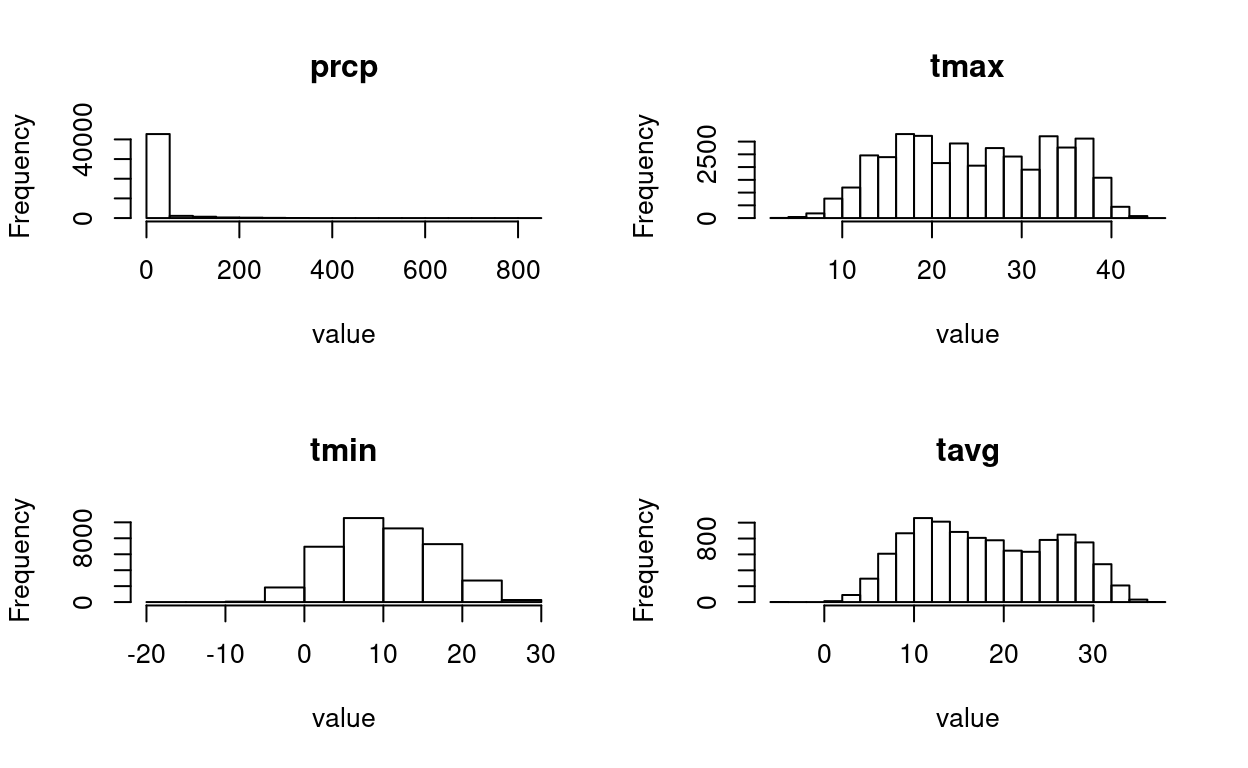 prcp
Frequency
0 40000
0 200 400 600 800
value
tmax
Frequency
0 2500
10 20 30 40
value
tmin
Frequency
0 8000
-20 -10 0 10 20 30
value
tavg
Frequency
0 800
0 10 20 30
value